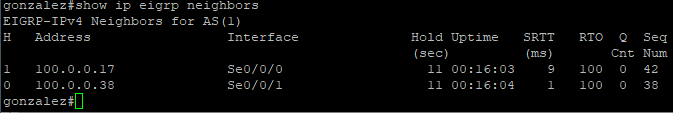 gonzalez#show ip eigrp neighbors
EIGRP-IPv4 Neighbors for AS(1)
H   Address                 Interface              Hold Uptime   SRTT   RTO  Q  Seq
                                                   (sec)         (ms)       Cnt Num
1   100.0.0.17              Se0/0/0                  11 00:16:03    9   100  0  42
0   100.0.0.38              Se0/0/1                  11 00:16:04    1   100  0  38
gonzalez#